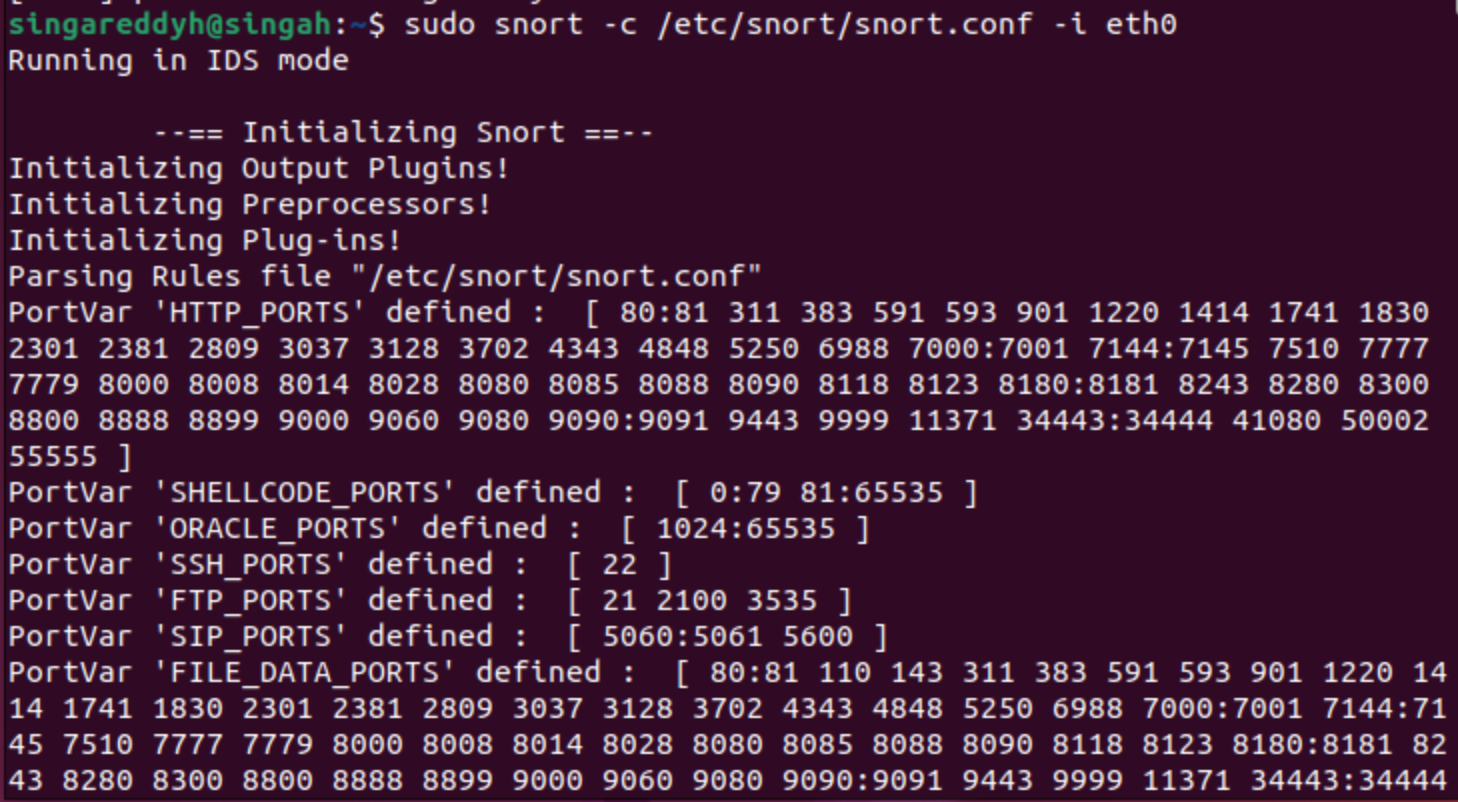 singareddyh@singah:~$ sudo snort -c /etc/snort/snort.conf -i eth0
Running in IDS mode
--== Initializing Snort ==--
Initializing Output Plugins!
Initializing Preprocessors!
Initializing Plug-ins!
Parsing Rules file "/etc/snort/snort.conf"
PortVar 'HTTP_PORTS' defined :  [ 80:81 311 383 591 593 901 1220 1414 1741 1830
2301 2381 2809 3037 3128 3702 4343 4848 5250 6988 7000:7001 7144:7145 7510 7777
7779 8000 8008 8014 8028 8080 8085 8088 8090 8118 8123 8180:8181 8243 8280 8300
8800 8888 8899 9000 9060 9080 9090:9091 9443 9999 11371 34443:34444 41080 50002
55555 ]
PortVar 'SHELLCODE_PORTS' defined :  [ 0:79 81:65535 ]
PortVar 'ORACLE_PORTS' defined :  [ 1024:65535 ]
PortVar 'SSH_PORTS' defined :  [ 22 ]
PortVar 'FTP_PORTS' defined :  [ 21 2100 3535 ]
PortVar 'SIP_PORTS' defined :  [ 5060:5061 5600 ]
PortVar 'FILE_DATA_PORTS' defined :  [ 80:81 110 143 311 383 591 593 901 1220 14
14 1741 1830 2301 2381 2809 3037 3128 3702 4343 4848 5250 6988 7000:7001 7144:71
45 7510 7777 7779 8000 8008 8014 8028 8080 8085 8088 8090 8118 8123 8180:8181 82
43 8280 8300 8800 8888 8899 9000 9060 9080 9090:9091 9443 9999 11371 34443:34444